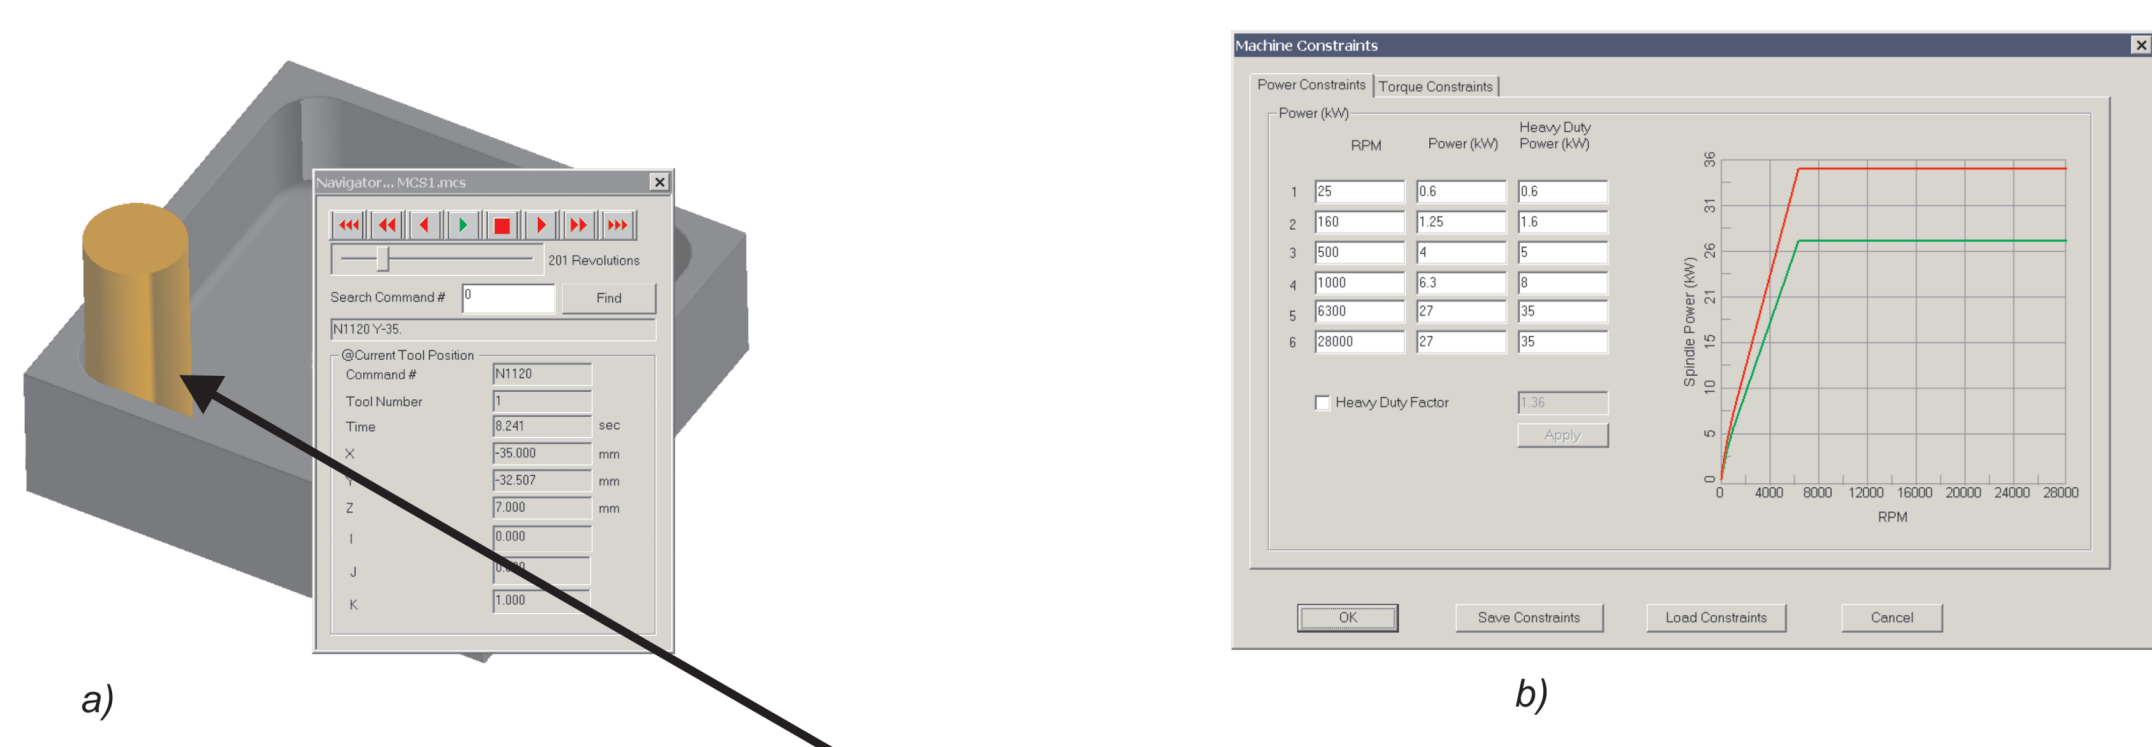 Navigator... MCS1.mcs
201 Revolutions
Search Command # 0 Find
N1120 Y-35.
@Current Tool Position
Command # N1120
Tool Number 1
Time 8.241 sec
X -35.000 mm
-32.507 mm
Z 7.000 mm
I 0.000
J
K 1.000
a)
Machine Constraints
Power Constraints Torque Constraints
Power (kW)
RPM Power (kW) Heavy Duty Power (kW)
1 25 0.6 0.6
2 160 1.25 1.6
3 500 4 5
4 1000 6.3 8
5 6300 27 35
6 28000 27 35
Heavy Duty Factor 1.36
Apply
Spindle Power (kW)
36
31
26
21
15
10
5
0
0 4000 8000 12000 16000 20000 24000 28000
RPM
OK Save Constraints Load Constraints Cancel
b)